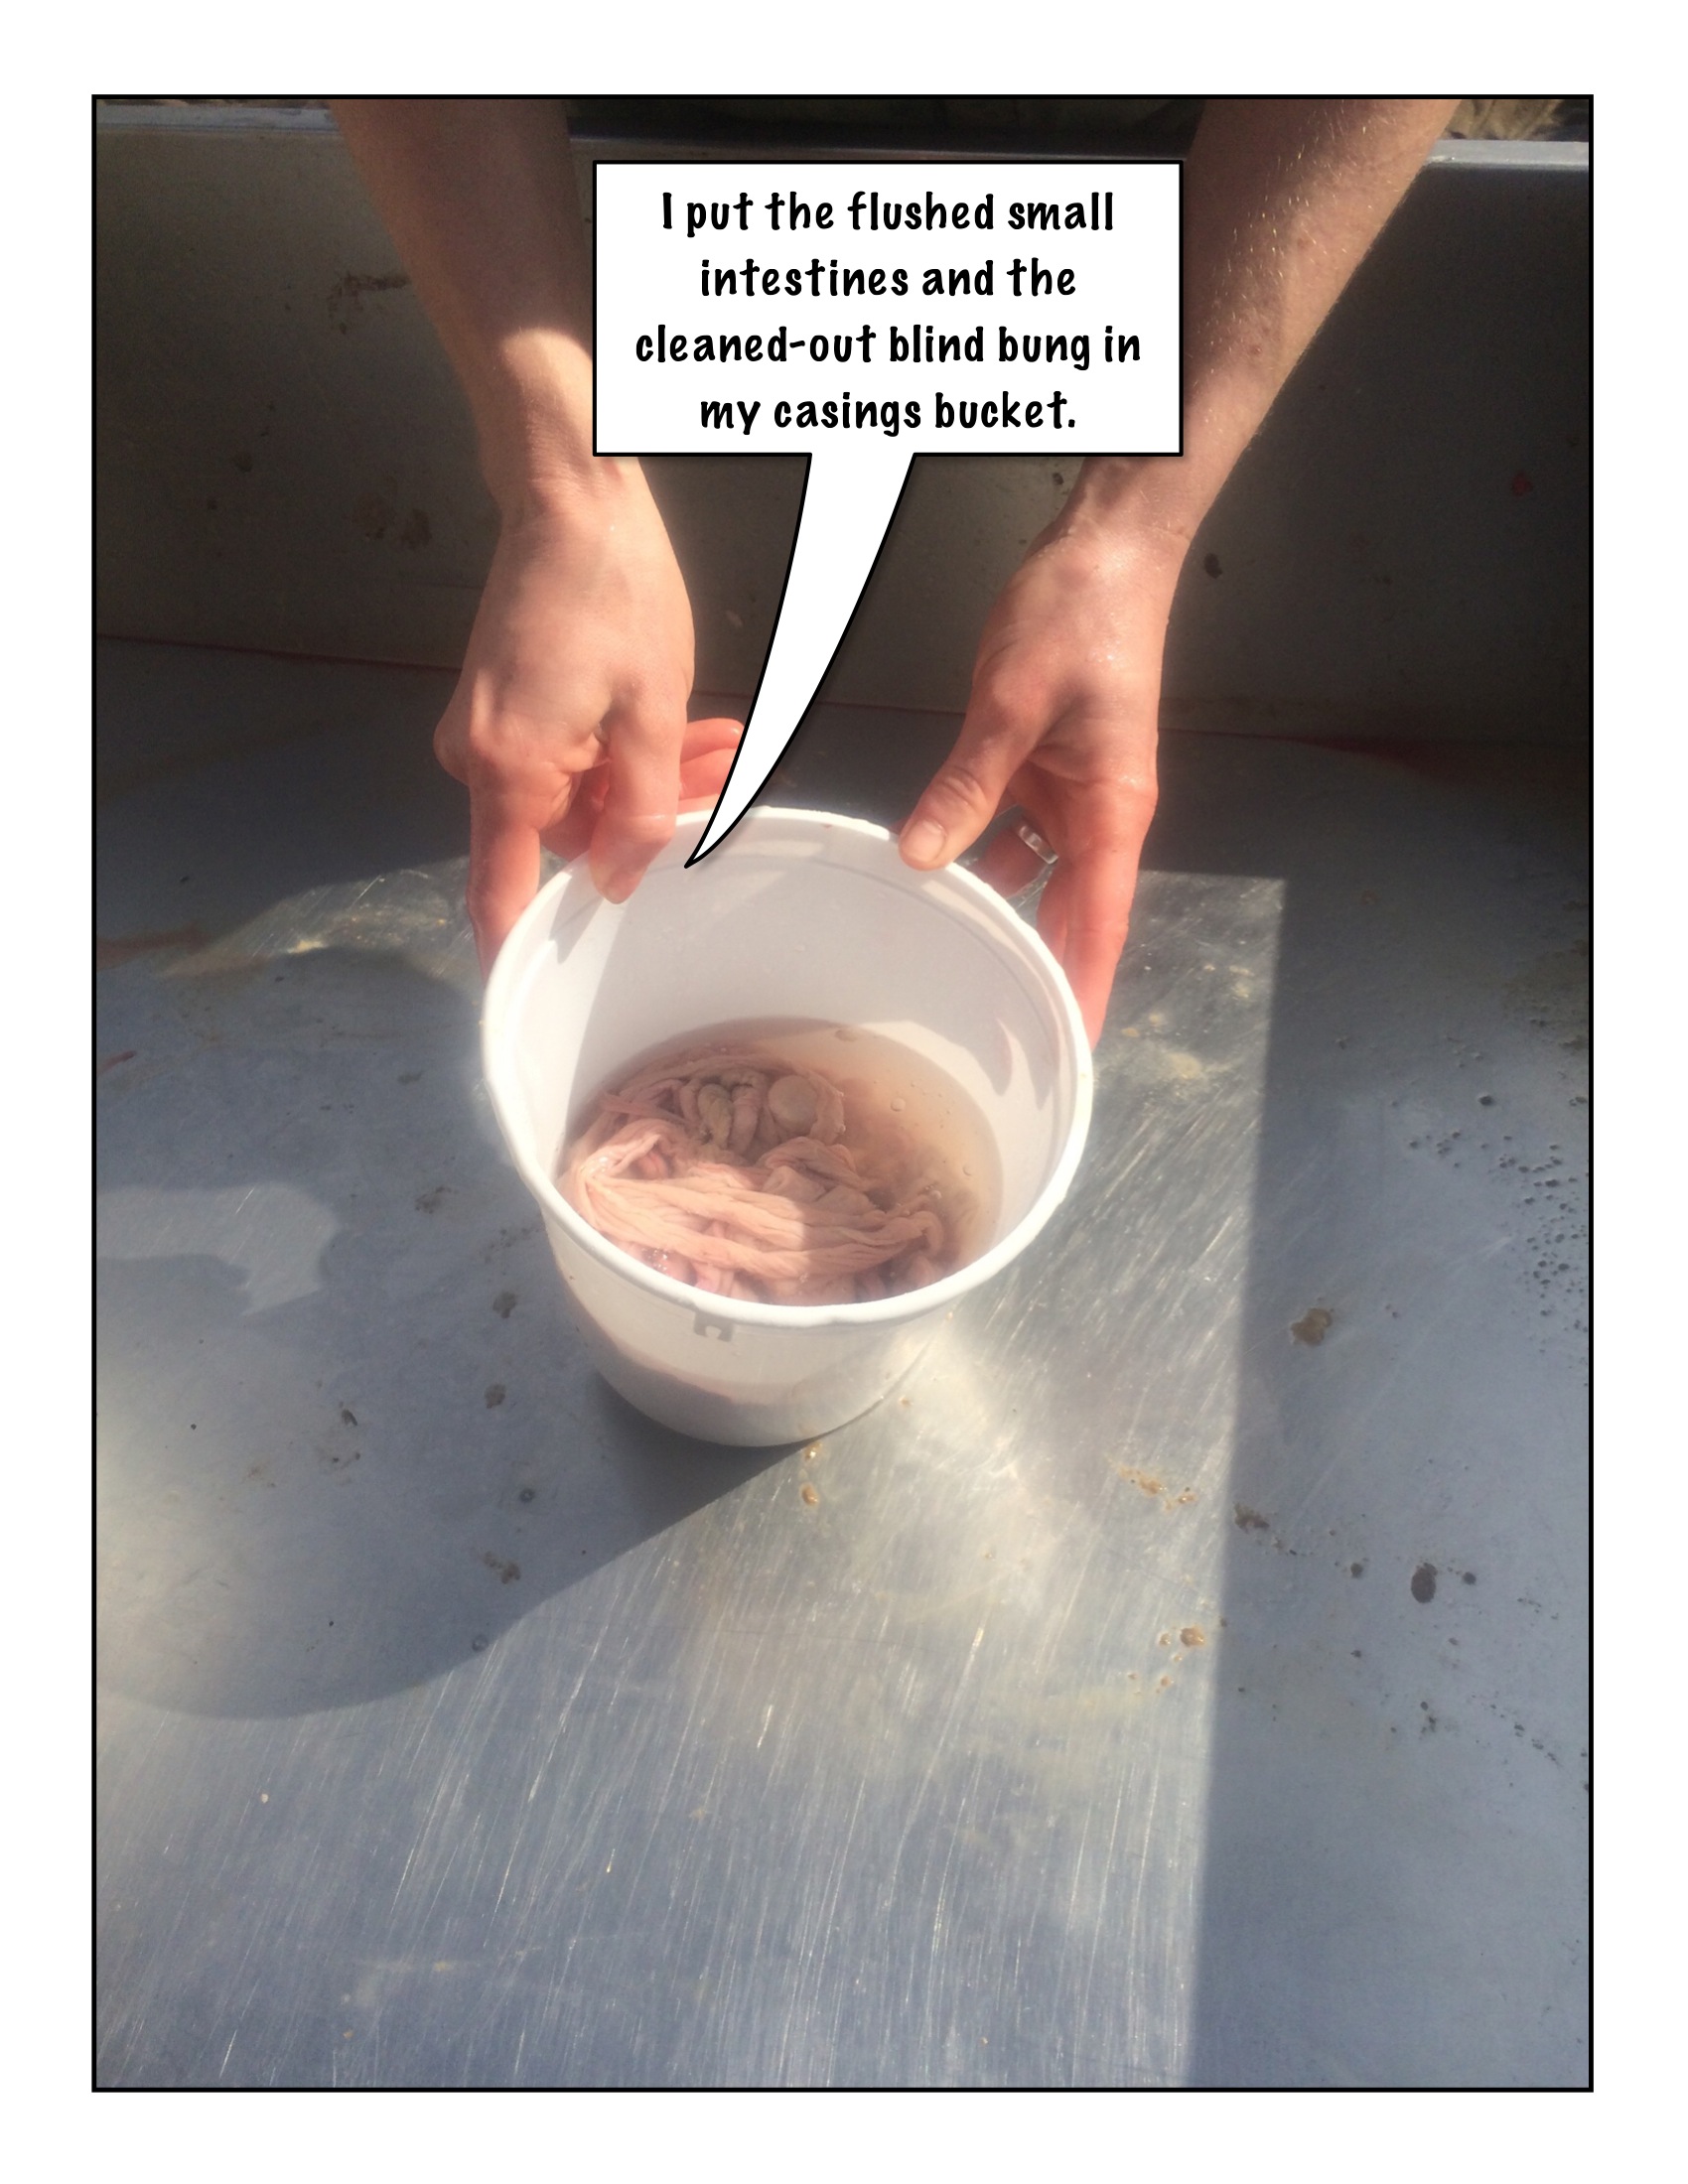 I put the flushed small
intestines and the
cleaned-out blind bung in
my casings bucket.